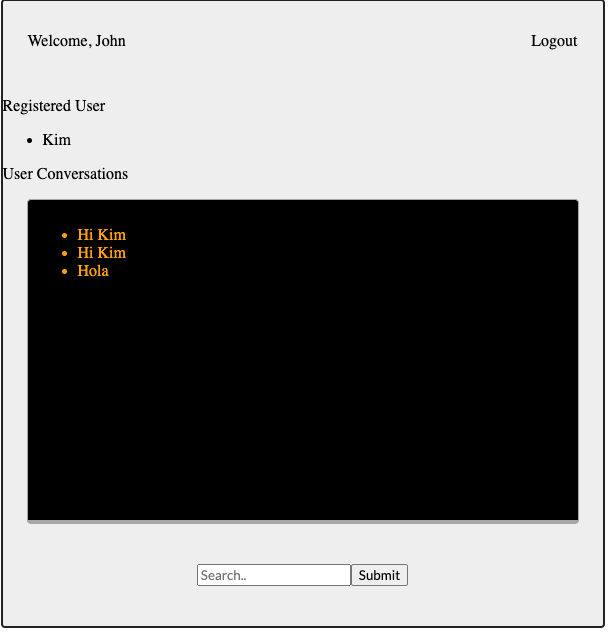 Welcome, John
Logout
Registered User
Kim
User Conversations
Hi Kim
Hi Kim
Hola
Search..
Submit